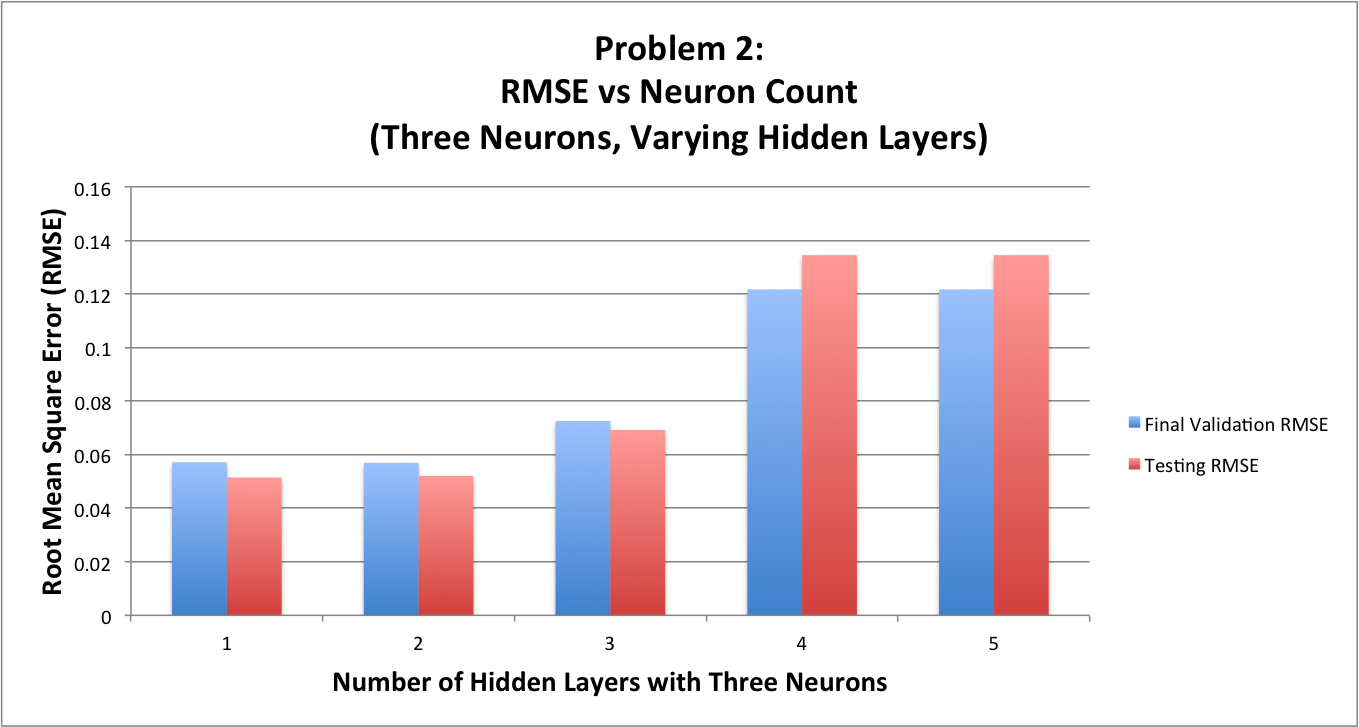 Problem 2:
RMSE vs Neuron Count
(Three Neurons, Varying Hidden Layers)
Root Mean Square Error (RMSE)
0.16
0.14
0.12
0.1
0.08
0.06
0.04
0.02
0
1 2 3 4 5
Number of Hidden Layers with Three Neurons
Final Validation RMSE
Testing RMSE